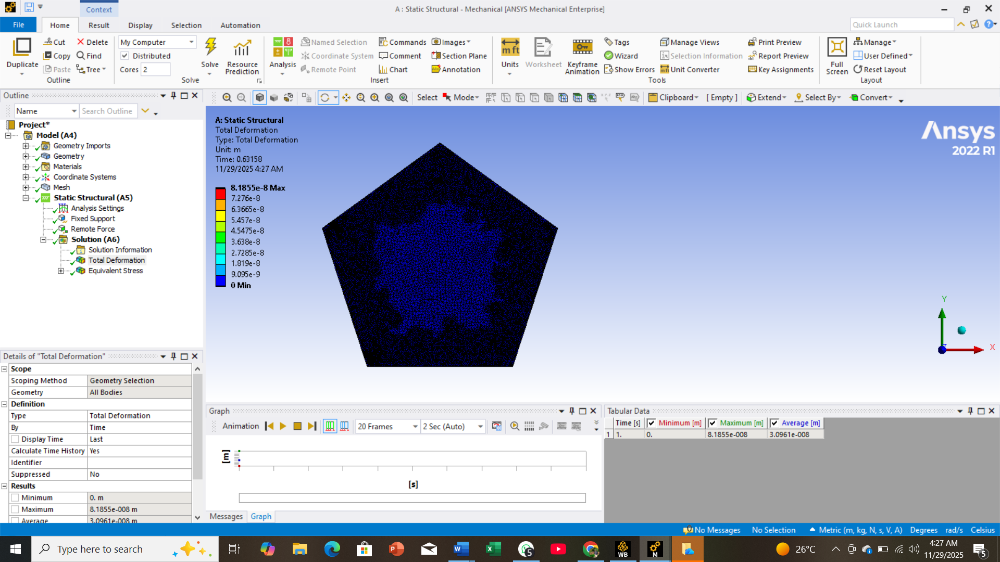 Context
A : Static Structural - Mechanical [ANSYS Mechanical Enterprise]
File
Home
Result
Display
Selection
Automation
Quick Launch
Duplicate
Cut
Copy
Paste
Delete
Find
Tree
Outline
My Computer
Distributed
Cores 2
Solve
Resource
Prediction
Solve
Analysis
Named Selection
Coordinate System
Remote Point
Commands
Comment
Chart
Images
Section Plane
Annotation
Insert
Units
Worksheet
Keyframe
Animation
Tags
Wizard
Show Errors
Manage Views
Selection Information
Unit Converter
Print Preview
Report Preview
Key Assignments
Tools
Full
Screen
Manage
User Defined
Reset Layout
Layout
Outline
Name
Search Outline
Project*
Model (A4)
Geometry Imports
Geometry
Materials
Coordinate Systems
Mesh
Static Structural (A5)
Analysis Settings
Fixed Support
Remote Force
Solution (A6)
Solution Information
Total Deformation
Equivalent Stress
Select
Mode
Clipboard
[ Empty ]
Extend
Select By
Convert
A: Static Structural
Total Deformation
Type: Total Deformation
Unit: m
Time: 0.63158
11/29/2025 4:27 AM
8.1855e-8 Max
7.276e-8
6.3665e-8
5.457e-8
4.5475e-8
3.638e-8
2.7285e-8
1.819e-8
9.095e-9
0 Min
Ansys
2022 R1
Y
X
Details of "Total Deformation"
Scope
Scoping Method Geometry Selection
Geometry All Bodies
Definition
Type Total Deformation
By Time
Display Time Last
Calculate Time History Yes
Identifier
Suppressed No
Results
Minimum 0. m
Maximum 8.1855e-008 m
Average 3.0961e-008 m
Graph
Animation
20 Frames
2 Sec (Auto)
[m]
[s]
Messages
Graph
Tabular Data
Time [s] Minimum [m] Maximum [m] Average [m]
1 1. 0. 8.1855e-008 3.0961e-008
No Messages
No Selection
Metric (m, kg, N, s, V, A)
Degrees
rad/s
Celsius
Type here to search
5
WB
M
26°C
4:27 AM
11/29/2025
5